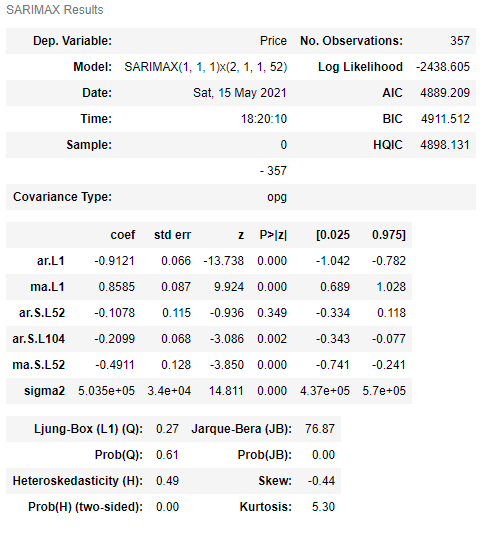 SARIMAX Results
Dep. Variable: Price No. Observations: 357
Model: SARIMAX(1, 1, 1)x(2, 1, 1, 52) Log Likelihood -2438.605
Date: Sat, 15 May 2021 AIC 4889.209
Time: 18:20:10 BIC 4911.512
Sample: 0 HQIC 4898.131
- 357
Covariance Type: opg
coef std err z P>|z| [0.025 0.975]
ar.L1 -0.9121 0.066 -13.738 0.000 -1.042 -0.782
ma.L1 0.8585 0.087 9.924 0.000 0.689 1.028
ar.S.L52 -0.1078 0.115 -0.936 0.349 -0.334 0.118
ar.S.L104 -0.2099 0.068 -3.086 0.002 -0.343 -0.077
ma.S.L52 -0.4911 0.128 -3.850 0.000 -0.741 -0.241
sigma2 5.035e+05 3.4e+04 14.811 0.000 4.37e+05 5.7e+05
Ljung-Box (L1) (Q): 0.27 Jarque-Bera (JB): 76.87
Prob(Q): 0.61 Prob(JB): 0.00
Heteroskedasticity (H): 0.49 Skew: -0.44
Prob(H) (two-sided): 0.00 Kurtosis: 5.30